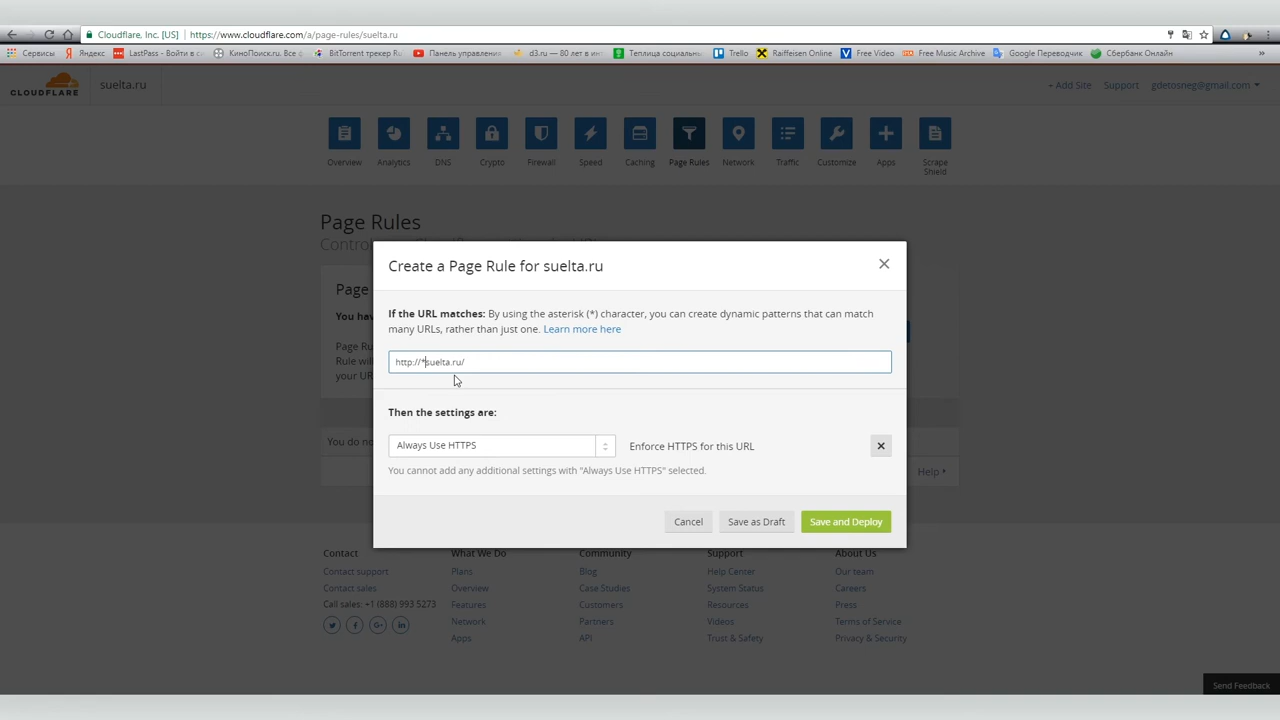 Cloudflare, Inc. [US] https://www.cloudflare.com/a/page-rules/suelta.ru
Сервисы Яндекс LastPass - Войти в са КиноПоиск.ru. Все ф BitTorrent трекер Ru Панель управления d3.ru — 80 лет в инте Теплица социальны Trello Raiffeisen Online Free Video Free Music Archive Google Переводчик Сбербанк Онлайн »
CLOUDFLARE suelta.ru + Add Site Support gdetosneg@gmail.com
Overview Analytics DNS Crypto Firewall Speed Caching Page Rules Network Traffic Customize Apps Scrape Shield
Page Rules
Contro
Create a Page Rule for suelta.ru
Page
If the URL matches: By using the asterisk (*) character, you can create dynamic patterns that can match
You hav
many URLs, rather than just one. Learn more here
Page Ru
Rule will
http://*suelta.ru/
your UR
Then the settings are:
You do no
Always Use HTTPS Enforce HTTPS for this URL
You cannot add any additional settings with "Always Use HTTPS" selected.
Help
Cancel Save as Draft Save and Deploy
Contact What We Do Community Support About Us
Contact support Plans Blog Help Center Our team
Contact sales Overview Case Studies System Status Careers
Call sales: +1 (888) 993 5273 Features Customers Resources Press
Network Partners Videos Terms of Service
Apps API Trust & Safety Privacy & Security
Send Feedback